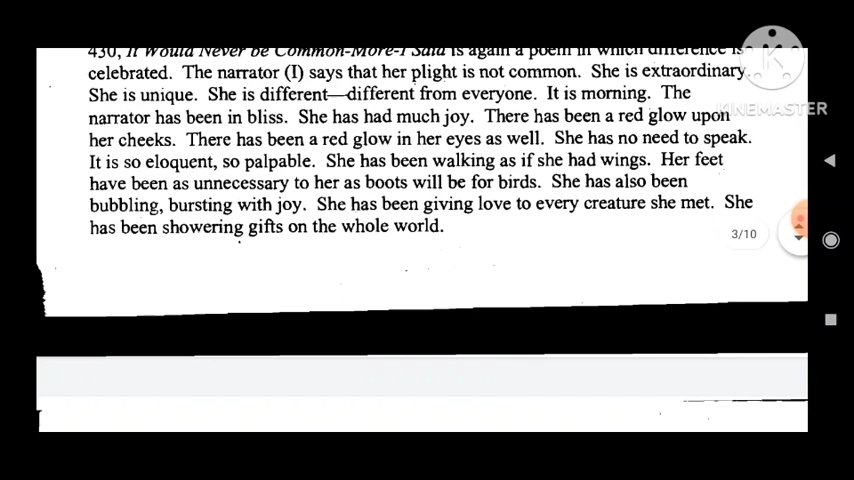 430, It Would Never be Common-More-I Said is again a poem in which difference is
celebrated. The narrator (I) says that her plight is not common. She is extraordinary.
She is unique. She is different—different from everyone. It is morning. The
narrator has been in bliss. She has had much joy. There has been a red glow upon
her cheeks. There has been a red glow in her eyes as well. She has no need to speak.
It is so eloquent, so palpable. She has been walking as if she had wings. Her feet
have been as unnecessary to her as boots will be for birds. She has also been
bubbling, bursting with joy. She has been giving love to every creature she met. She
has been showering gifts on the whole world.
3/10
K
KINEMASTER